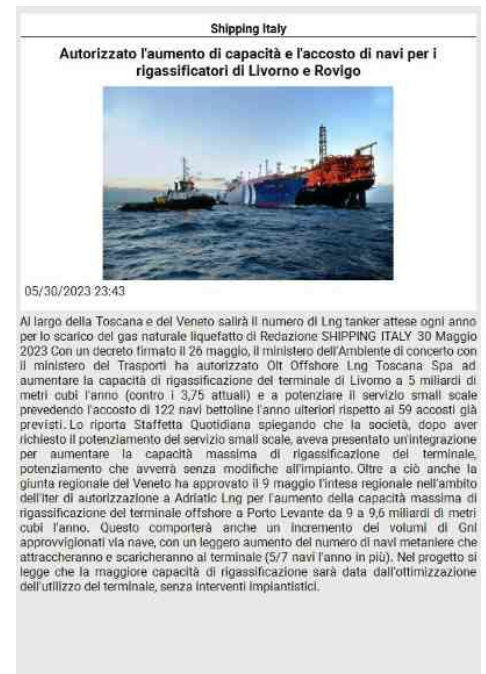 Shipping Italy
Autorizzato l'aumento di capacità e l'accosto di navi per i
rigassificatori di Livorno e Rovigo
05/30/2023 23:43
Al largo della Toscana e del Veneto salirà il numero di Lng tanker attese ogni anno
per lo scarico del gas naturale liquefatto di Redazione SHIPPING ITALY 30 Maggio
2023 Con un decreto firmato il 26 maggio, il ministero dell'Ambiente di concerto con
il ministero del Trasporti ha autorizzato Olt Offshore Lng Toscana Spa ad
aumentare la capacità di rigassificazione del terminale di Livorno a 5 miliardi di
metri cubi l'anno (contro i 3,75 attuali) e a potenziare il servizio small scale
prevedendo l'accosto di 122 navi bettoline l'anno ulteriori rispetto ai 59 accosti già
previsti. Lo riporta Staffetta Quotidiana spiegando che la società, dopo aver
richiesto il potenziamento del servizio small scale, aveva presentato un'integrazione
per aumentare la capacità massima di rigassificazione del terminale,
potenziamento che avverrà senza modifiche all'impianto. Oltre a ciò anche la
giunta regionale del Veneto ha approvato il 9 maggio l'intesa regionale nell'ambito
dell'iter di autorizzazione a Adriatic Lng per l'aumento della capacità massima di
rigassificazione del terminale offshore a Porto Levante da 9 a 9,6 miliardi di metri
cubi l'anno. Questo comporterà anche un incremento dei volumi di Gnl
approvvigionati via nave, con un leggero aumento del numero di navi metaniere che
attraccheranno e scaricheranno al terminale (5/7 navi l'anno in più). Nel progetto si
legge che la maggiore capacità di rigassificazione sarà data dall'ottimizzazione
dell'utilizzo del terminale, senza interventi impiantistici.